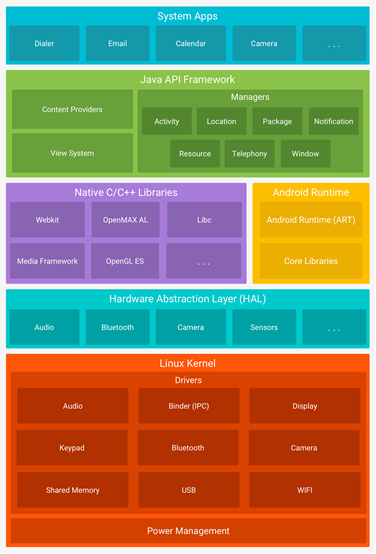 System Apps
Dialer Email Calendar Camera . . .
Java API Framework
Content Providers
View System
Managers
Activity Location Package Notification
Resource Telephony Window
Native C/C++ Libraries
Webkit OpenMAX AL Libc
Media Framework OpenGL ES . . .
Android Runtime
Android Runtime (ART)
Core Libraries
Hardware Abstraction Layer (HAL)
Audio Bluetooth Camera Sensors . . .
Linux Kernel
Drivers
Audio Binder (IPC) Display
Keypad Bluetooth Camera
Shared Memory USB WIFI
Power Management